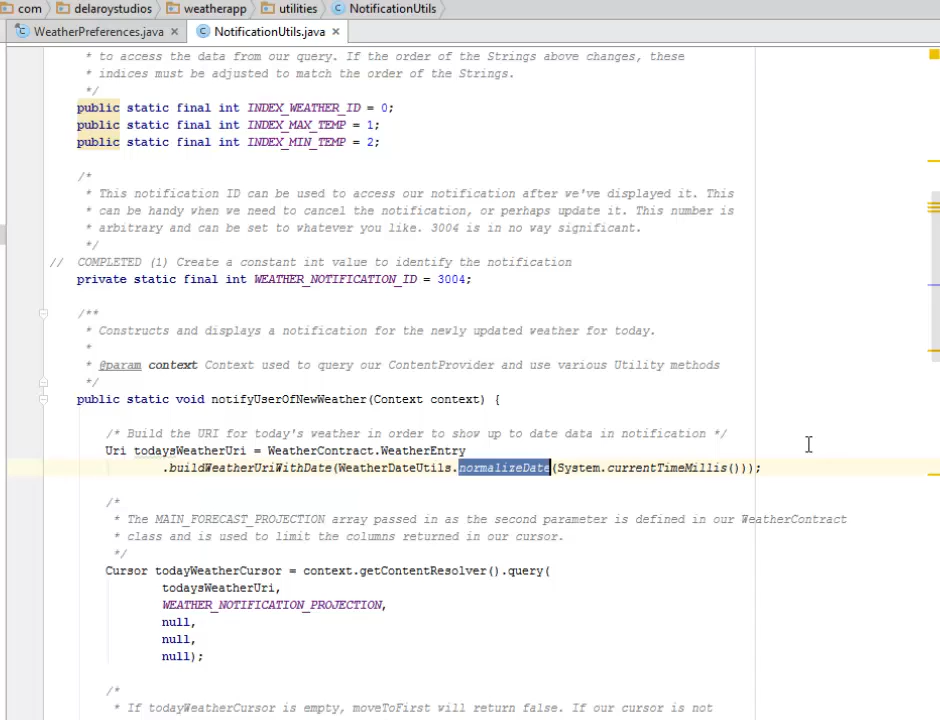 com delaroystudios weatherapp utilities NotificationUtils
WeatherPreferences.java × NotificationUtils.java ×
* to access the data from our query. If the order of the Strings above changes, these
* indices must be adjusted to match the order of the Strings.
*/
public static final int INDEX_WEATHER_ID = 0;
public static final int INDEX_MAX_TEMP = 1;
public static final int INDEX_MIN_TEMP = 2;
/*
* This notification ID can be used to access our notification after we've displayed it. This
* can be handy when we need to cancel the notification, or perhaps update it. This number is
* arbitrary and can be set to whatever you like. 3004 is in no way significant.
*/
// COMPLETED (1) Create a constant int value to identify the notification
private static final int WEATHER_NOTIFICATION_ID = 3004;
/**
* Constructs and displays a notification for the newly updated weather for today.
*
* @param context Context used to query our ContentProvider and use various Utility methods
*/
public static void notifyUserOfNewWeather(Context context) {
/* Build the URI for today's weather in order to show up to date data in notification */
Uri todaysWeatherUri = WeatherContract.WeatherEntry
.buildWeatherUriWithDate(WeatherDateUtils.normalizeDate(System.currentTimeMillis()));
/*
* The MAIN_FORECAST_PROJECTION array passed in as the second parameter is defined in our WeatherContract
* class and is used to limit the columns returned in our cursor.
*/
Cursor todayWeatherCursor = context.getContentResolver().query(
todaysWeatherUri,
WEATHER_NOTIFICATION_PROJECTION,
null,
null,
null);
/*
* If todayWeatherCursor is empty, moveToFirst will return false. If our cursor is not